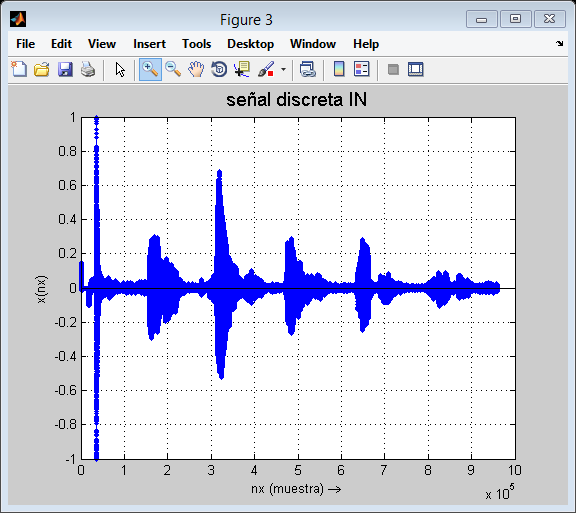 Figure 3
File Edit View Insert Tools Desktop Window Help
señal discreta IN
1
0.8
0.6
0.4
0.2
0
-0.2
-0.4
-0.6
-0.8
-1
x(nx)
0 1 2 3 4 5 6 7 8 9 10
nx (muestra) →
x 10⁵